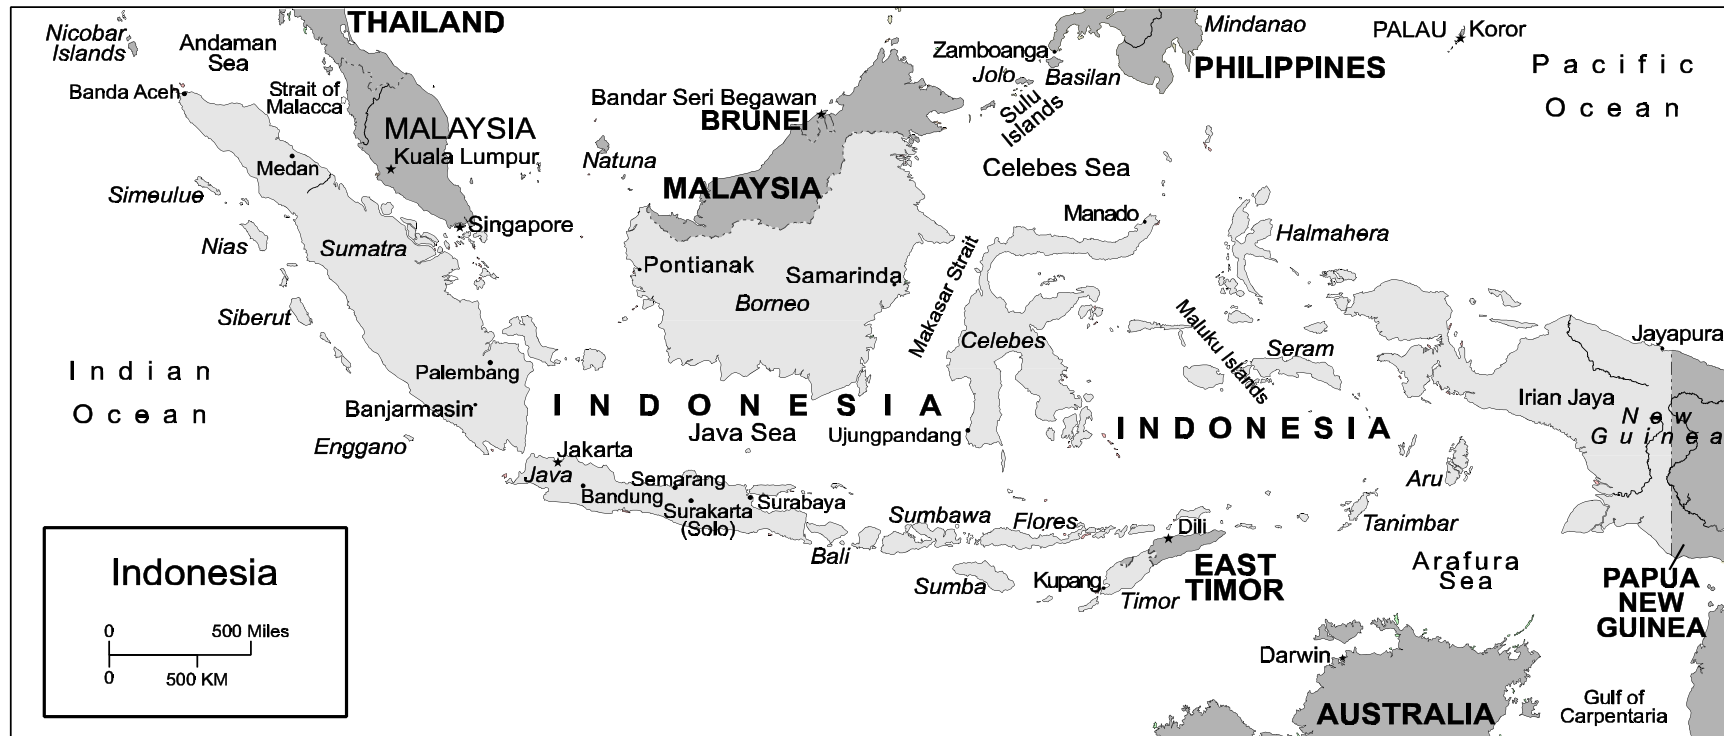 THAILAND
Nicobar
Islands
Andaman
Sea
Banda Aceh
Strait of
Malacca
MALAYSIA
Kuala Lumpur
Medan
Simeulue
Nias
Sumatra
Singapore
Siberut
Indian
Ocean
Palembang
Banjarmasin
Enggano
Natuna
Bandar Seri Begawan
BRUNEI
MALAYSIA
Pontianak
Samarinda
Borneo
Zamboanga
Jolo
Basilan
Sulu
Islands
Mindanao
PHILIPPINES
PALAU
Koror
Pacific
Ocean
Celebes Sea
Manado
Makasar Strait
Celebes
Halmahera
Maluku Islands
Seram
Jayapura
Irian Jaya
New
Guinea
INDONESIA
Java Sea
Ujungpandang
INDONESIA
Jakarta
Java
Bandung
Semarang
Surakarta
(Solo)
Surabaya
Bali
Sumbawa
Flores
Sumba
Dili
EAST
TIMOR
Kupang
Timor
Aru
Tanimbar
Arafura
Sea
PAPUA
NEW
GUINEA
Darwin
AUSTRALIA
Gulf of
Carpentaria
Indonesia
0 500 Miles
0 500 KM